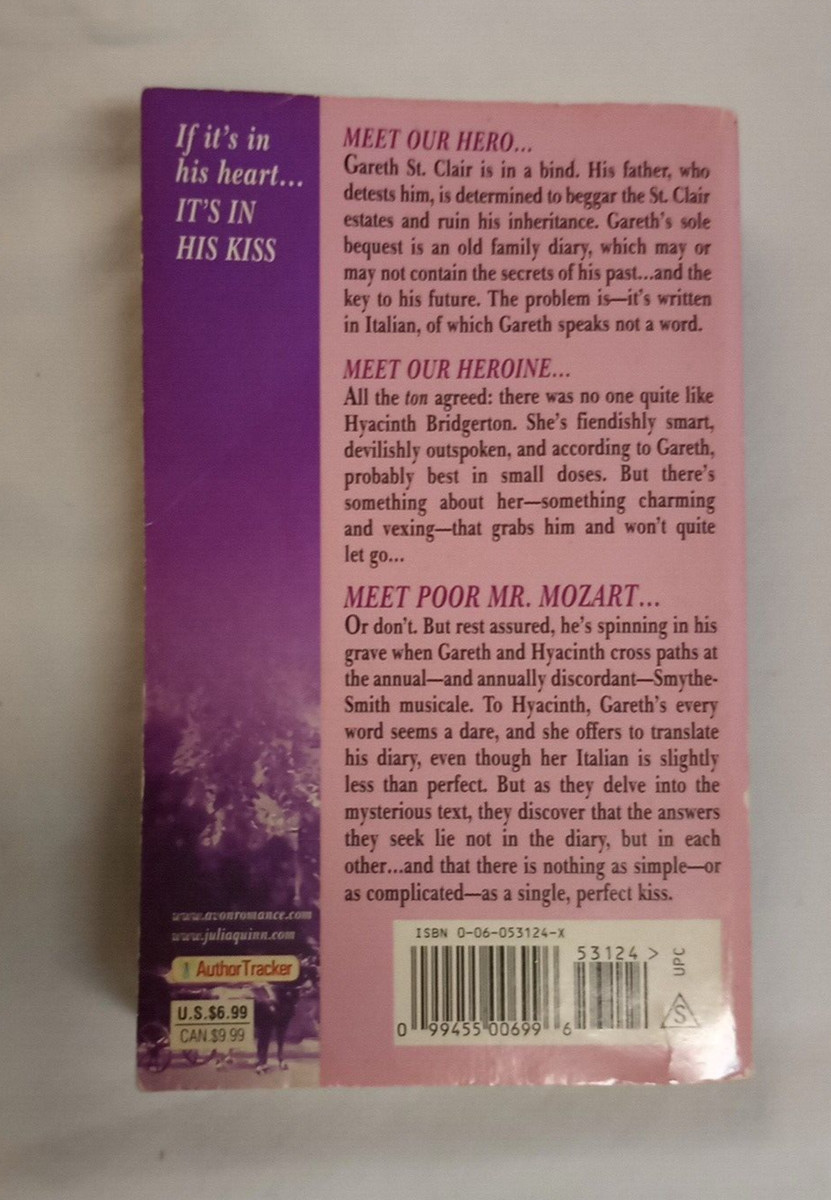 If it's in
his heart...
IT'S IN
HIS KISS
MEET OUR HERO...
Gareth St. Clair is in a bind. His father, who
detests him, is determined to beggar the St. Clair
estates and ruin his inheritance. Gareth's sole
bequest is an old family diary, which may or
may not contain the secrets of his past...and the
key to his future. The problem is—it's written
in Italian, of which Gareth speaks not a word.
MEET OUR HEROINE...
All the ton agreed: there was no one quite like
Hyacinth Bridgerton. She's fiendishly smart,
devilishly outspoken, and according to Gareth,
probably best in small doses. But there's
something about her—something charming
and vexing—that grabs him and won't quite
let go...
MEET POOR MR. MOZART...
Or don't. But rest assured, he's spinning in his
grave when Gareth and Hyacinth cross paths at
the annual—and annually discordant—Smythe-
Smith musicale. To Hyacinth, Gareth's every
word seems a dare, and she offers to translate
his diary, even though her Italian is slightly
less than perfect. But as they delve into the
mysterious text, they discover that the answers
they seek lie not in the diary, but in each
other...and that there is nothing as simple—or
as complicated—as a single, perfect kiss.
www.avonromance.com
www.juliaquinn.com
AuthorTracker
U.S.$6.99
CAN.$9.99
ISBN 0-06-053124-X
53124 >
UPC
S
0 99455 00699 6